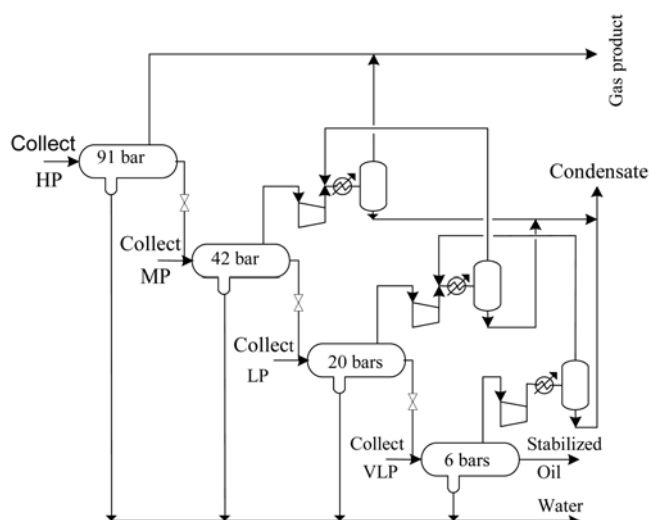 Gas product
Collect
HP
91 bar
Condensate
Collect
MP
42 bar
Collect
LP
20 bars
Collect
VLP
6 bars
Stabilized
Oil
Water